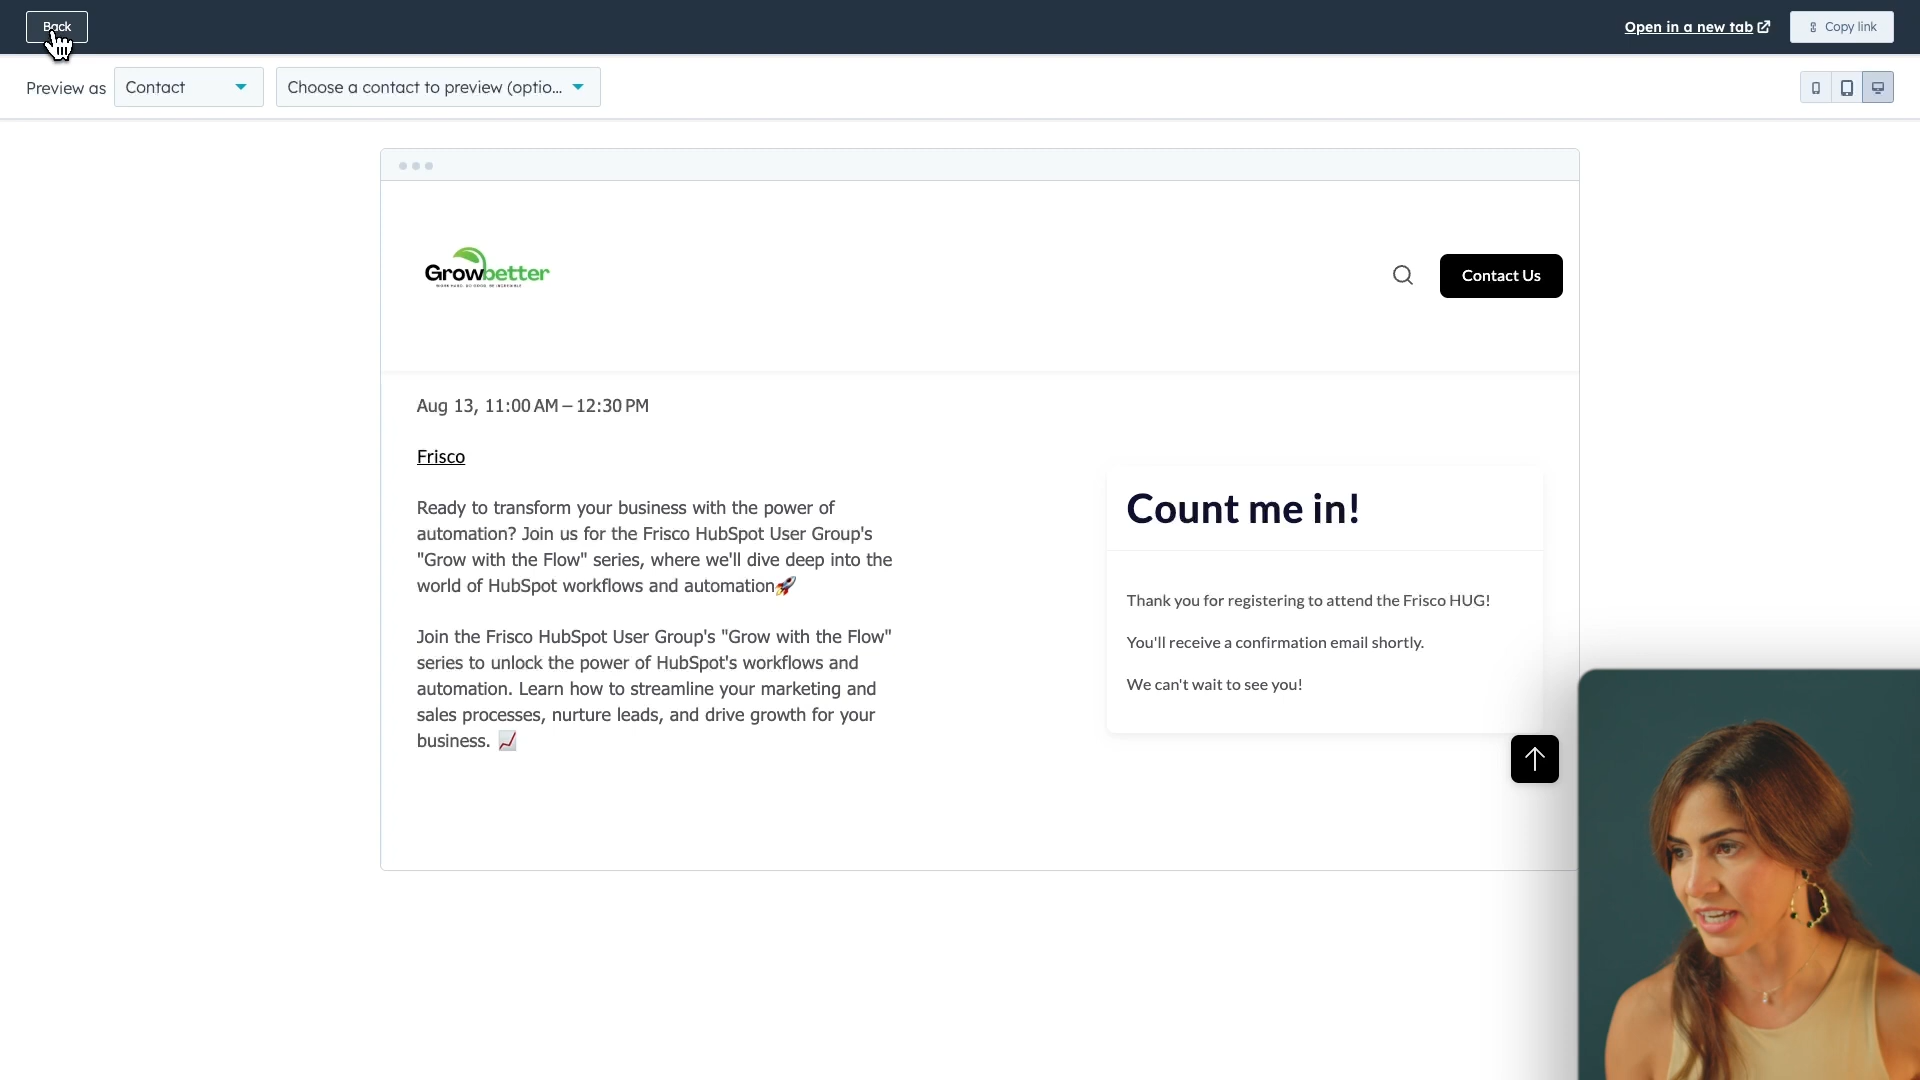 Back
Open in a new tab
Copy link
Preview as
Contact
Choose a contact to preview (optio...
Growbetter
WORK HARD. DO GOOD. BE INCREDIBLE.
Contact Us
Aug 13, 11:00 AM – 12:30 PM
Frisco
Ready to transform your business with the power of
automation? Join us for the Frisco HubSpot User Group's
"Grow with the Flow" series, where we'll dive deep into the
world of HubSpot workflows and automation🚀
Join the Frisco HubSpot User Group's "Grow with the Flow"
series to unlock the power of HubSpot's workflows and
automation. Learn how to streamline your marketing and
sales processes, nurture leads, and drive growth for your
business. 📈
Count me in!
Thank you for registering to attend the Frisco HUG!
You'll receive a confirmation email shortly.
We can't wait to see you!